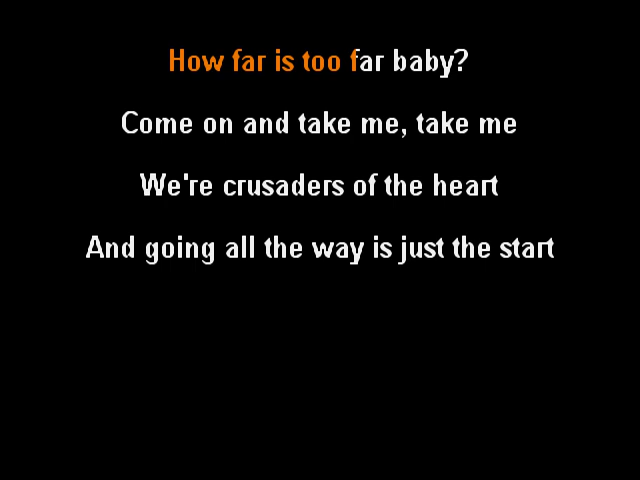 How far is too far baby?
Come on and take me, take me
We're crusaders of the heart
And going all the way is just the start